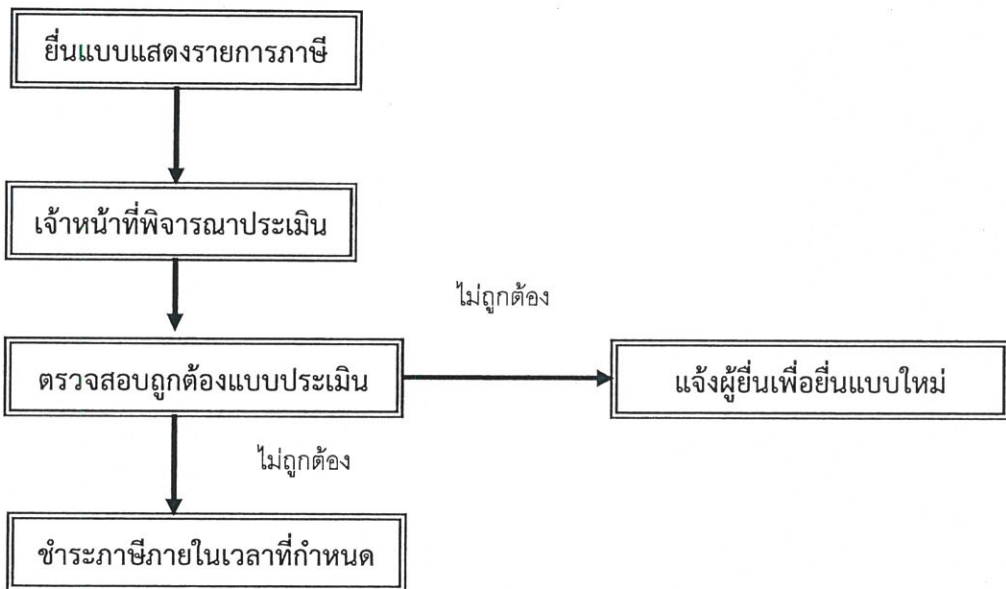 ยื่นแบบแสดงรายการภาษี
เจ้าหน้าที่พิจารณาประเมิน
ไม่ถูกต้อง
ตรวจสอบถูกต้องแบบประเมิน
แจ้งผู้ยื่นเพื่อยื่นแบบใหม่
ไม่ถูกต้อง
ชำระภาษีภายในเวลาที่กำหนด